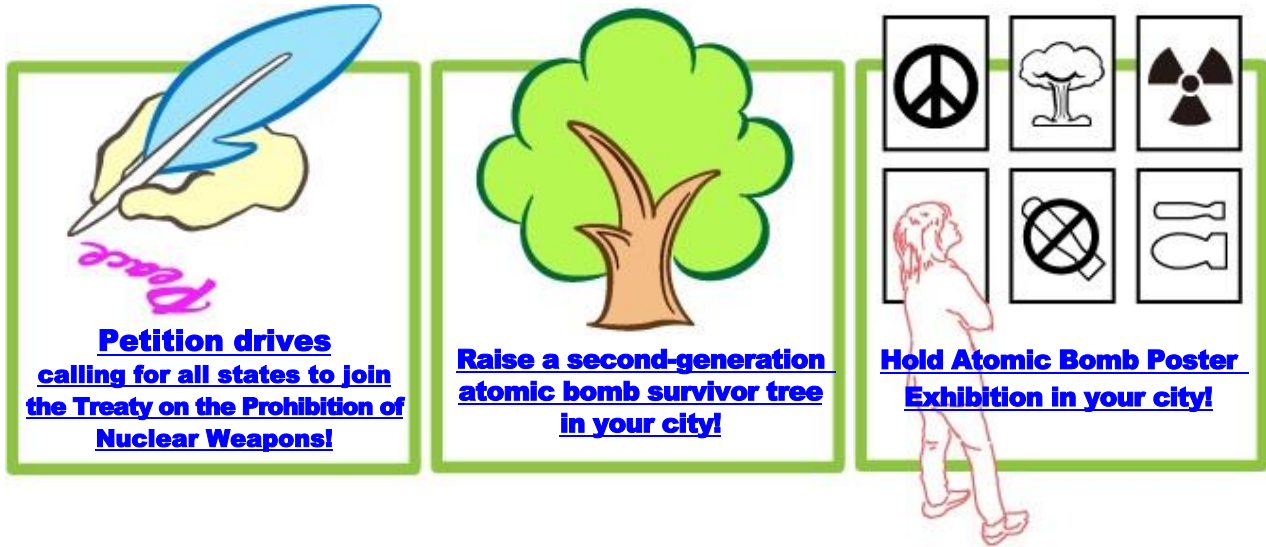 Peace
Petition drives
calling for all states to join
the Treaty on the Prohibition of
Nuclear Weapons!
Raise a second-generation
atomic bomb survivor tree
in your city!
Hold Atomic Bomb Poster
Exhibition in your city!